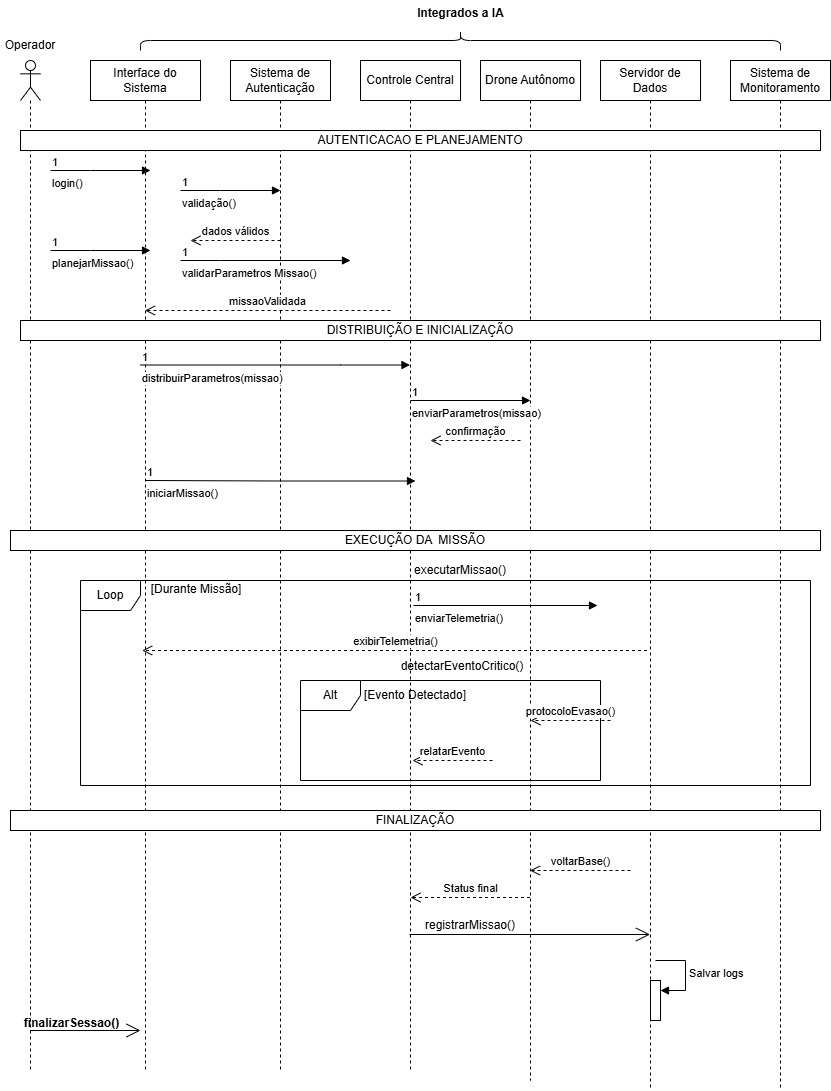 Integrados a IA
Operador
Interface do
Sistema
Sistema de
Autenticação
Controle Central
Drone Autônomo
Servidor de
Dados
Sistema de
Monitoramento
AUTENTICACAO E PLANEJAMENTO
1
login()
1
validação()
dados válidos
1
planejarMissao()
1
validarParametros Missao()
missaoValidada
DISTRIBUIÇÃO E INICIALIZAÇÃO
1
distribuirParametros(missao)
1
enviarParametros(missao)
confirmação
1
iniciarMissao()
EXECUÇÃO DA MISSÃO
executarMissao()
Loop
[Durante Missão]
1
enviarTelemetria()
exibirTelemetria()
detectarEventoCritico()
Alt
[Evento Detectado]
protocoloEvasao()
relatarEvento
FINALIZAÇÃO
voltarBase()
Status final
registrarMissao()
Salvar logs
finalizarSessao()